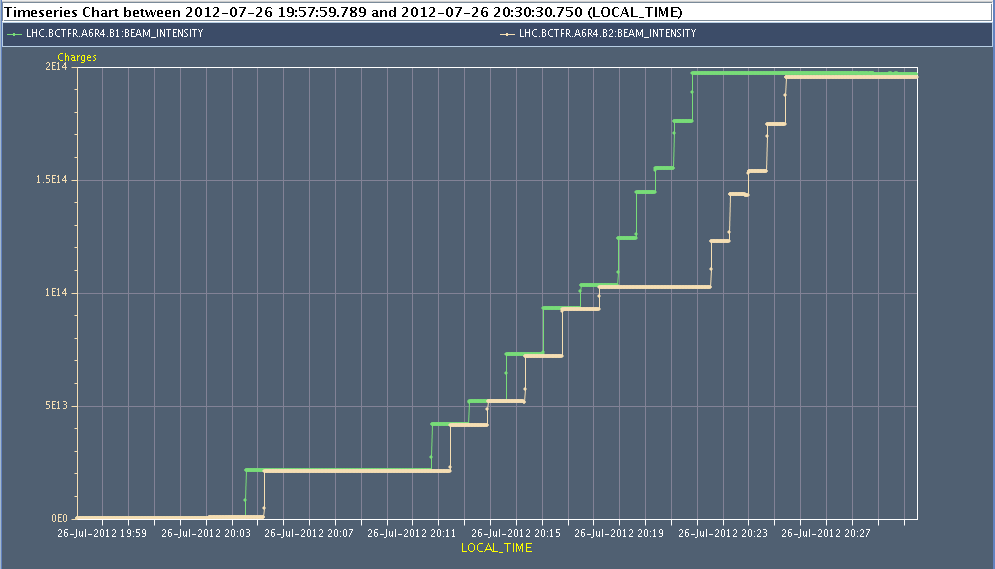 Timeseries Chart between 2012-07-26 19:57:59.789 and 2012-07-26 20:30:30.750 (LOCAL_TIME)
LHC.BCTFR.A6R4.B1:BEAM_INTENSITY LHC.BCTFR.A6R4.B2:BEAM_INTENSITY
Charges
2E14
1.5E14
1E14
5E13
0E0
26-Jul-2012 19:59 26-Jul-2012 20:03 26-Jul-2012 20:07 26-Jul-2012 20:11 26-Jul-2012 20:15 26-Jul-2012 20:19 26-Jul-2012 20:23 26-Jul-2012 20:27
LOCAL_TIME